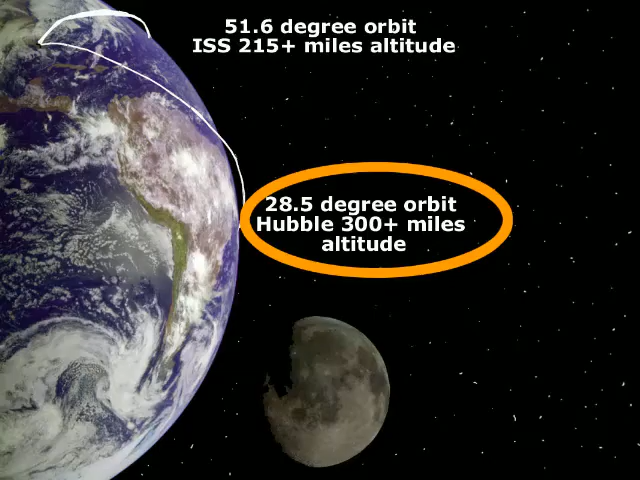 51.6 degree orbit
ISS 215+ miles altitude
28.5 degree orbit
Hubble 300+ miles
altitude